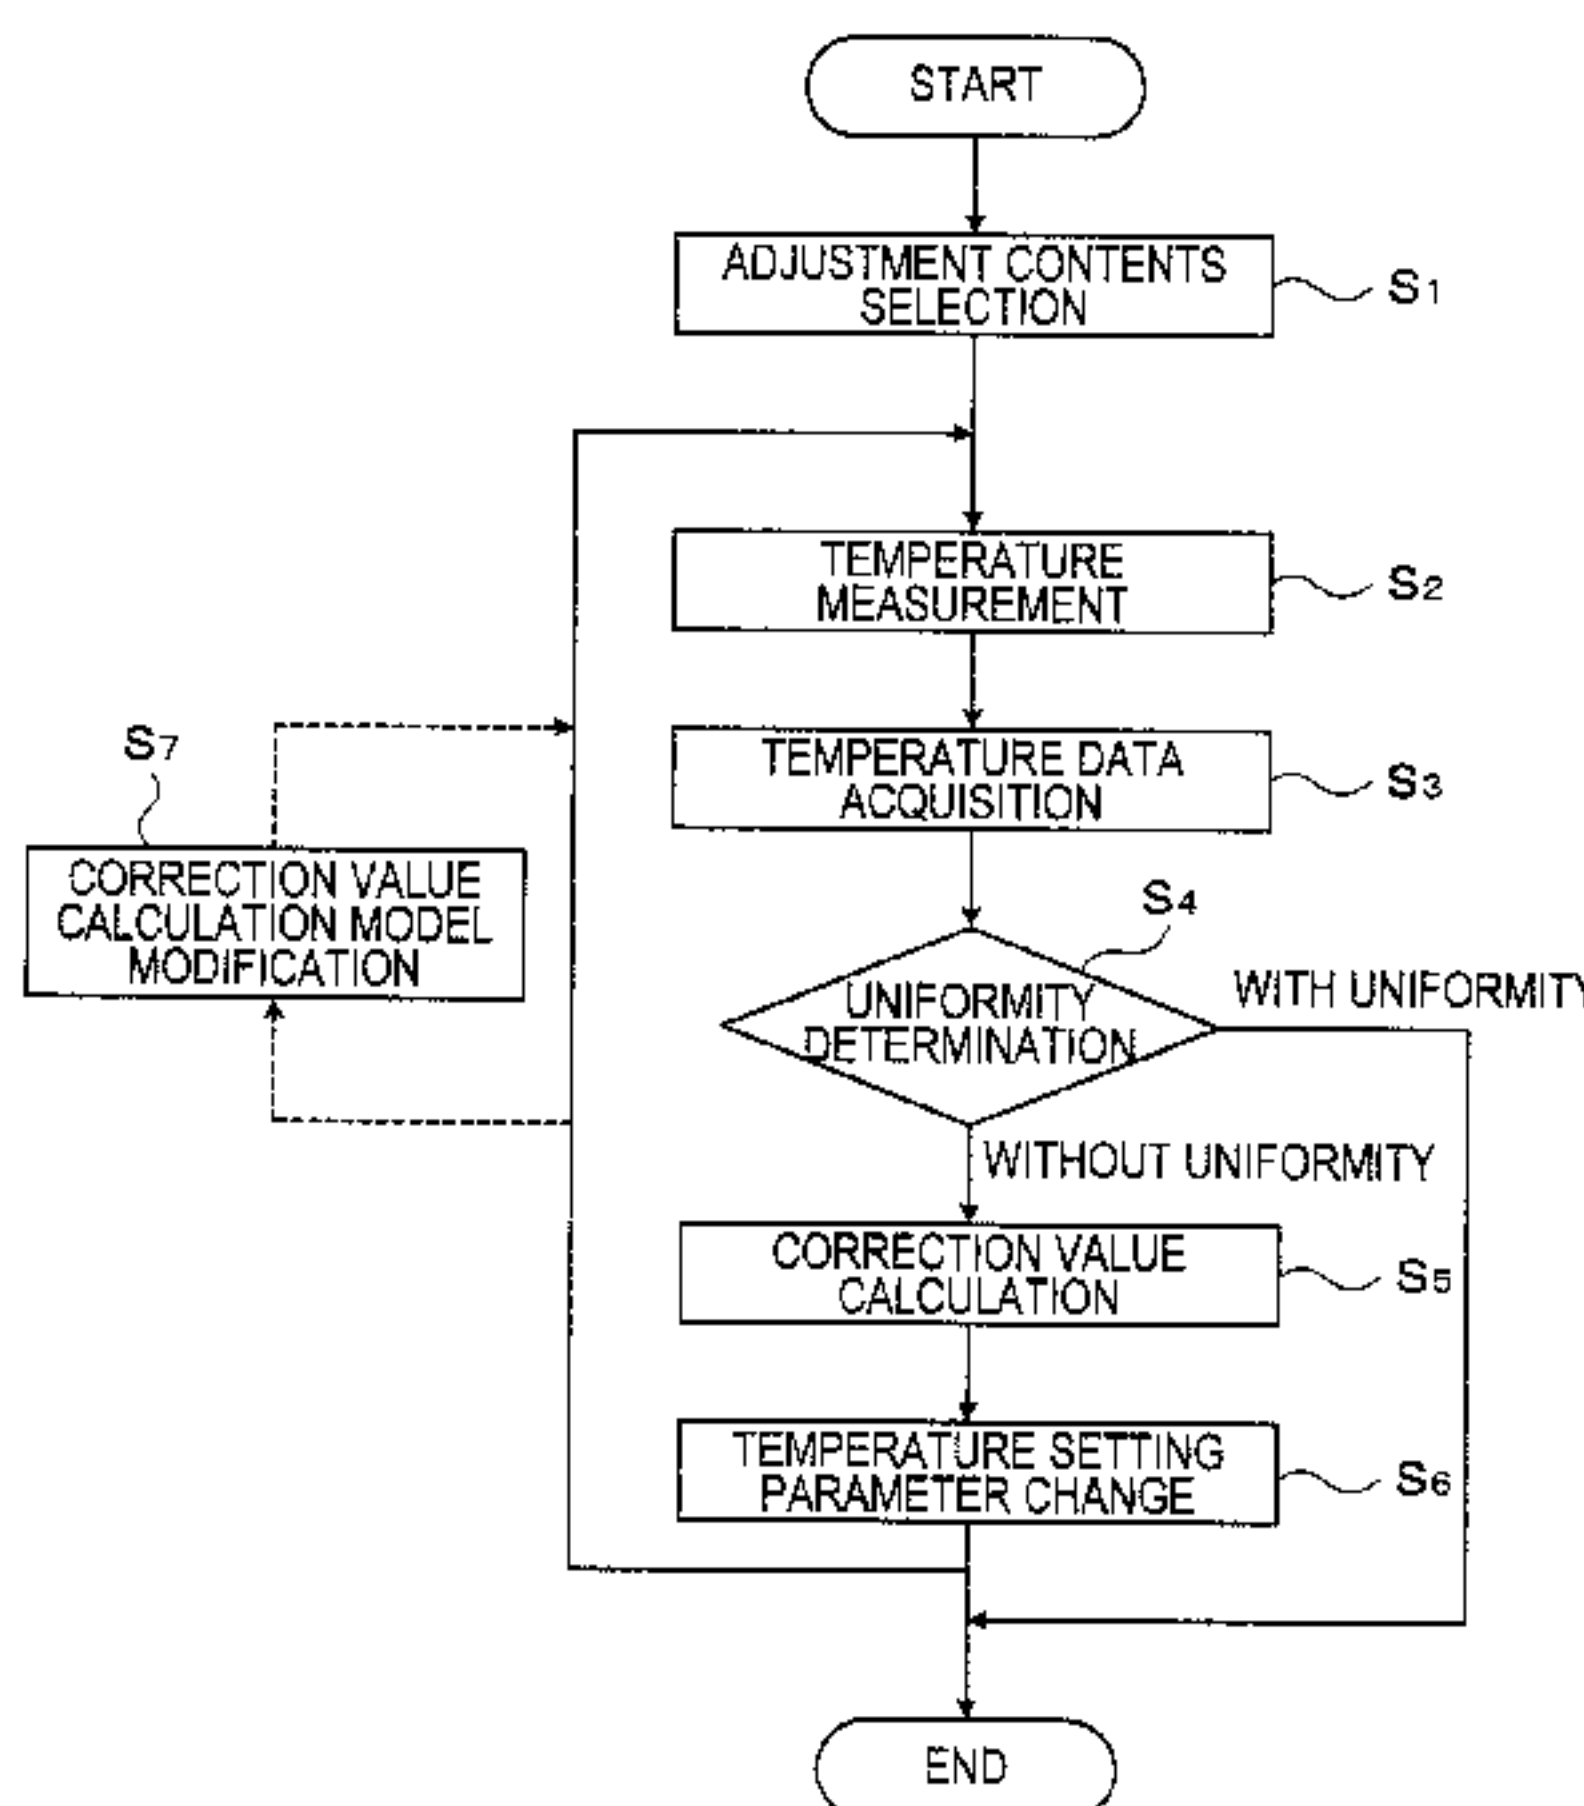 START
ADJUSTMENT CONTENTS
SELECTION
S1
TEMPERATURE
MEASUREMENT
S2
S7
TEMPERATURE DATA
ACQUISITION
S3
CORRECTION VALUE
CALCULATION MODEL
MODIFICATION
S4
UNIFORMITY
DETERMINATION
WITH UNIFORMITY
WITHOUT UNIFORMITY
CORRECTION VALUE
CALCULATION
S5
TEMPERATURE SETTING
PARAMETER CHANGE
S6
END